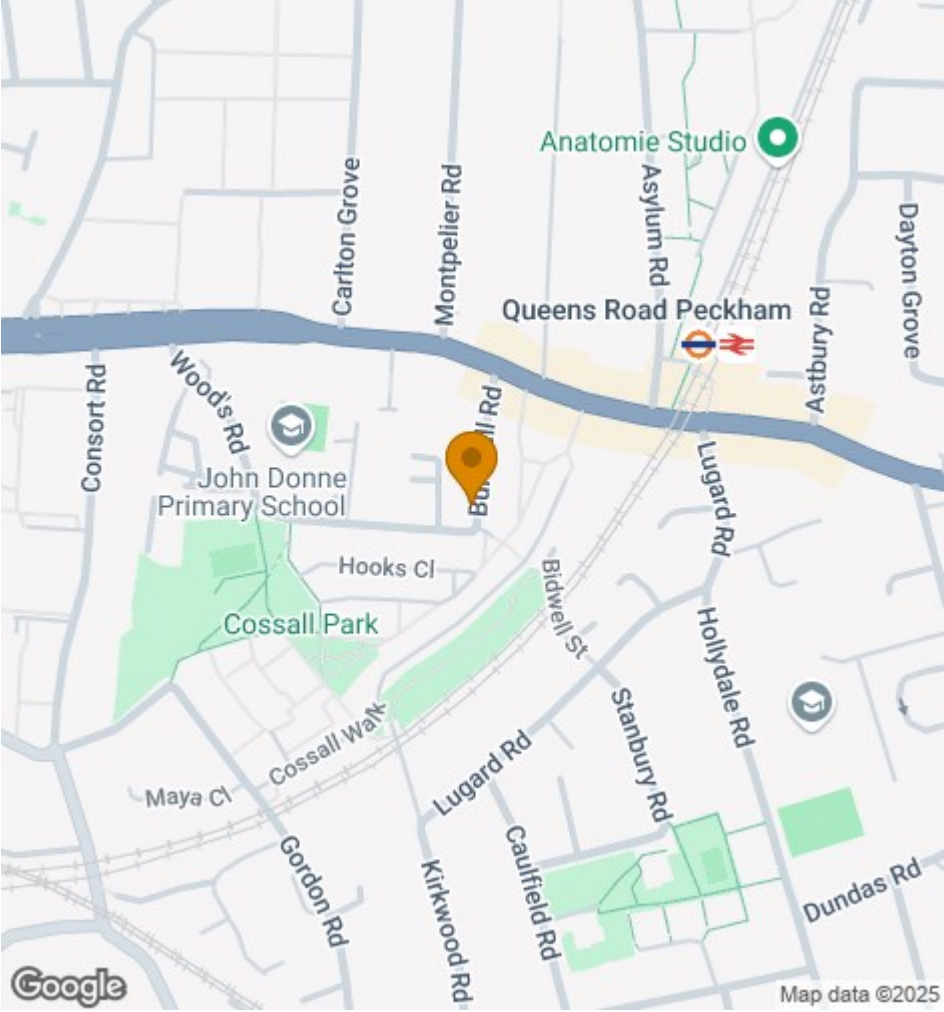 Anatomie Studio
Carlton Grove
Montpelier Rd
Asylum Rd
Dayton Grove
Queens Road Peckham
Astbury Rd
Consort Rd
Wood's Rd
John Donne
Primary School
Lugard Rd
Hooks Cl
Bidwell St
Cossall Park
Hollydale Rd
Stanbury Rd
Cossall Walk
Lugard Rd
Maya Cl
Gordon Rd
Kirkwood Rd
Caulfield Rd
Dundas Rd
Google
Map data ©2025